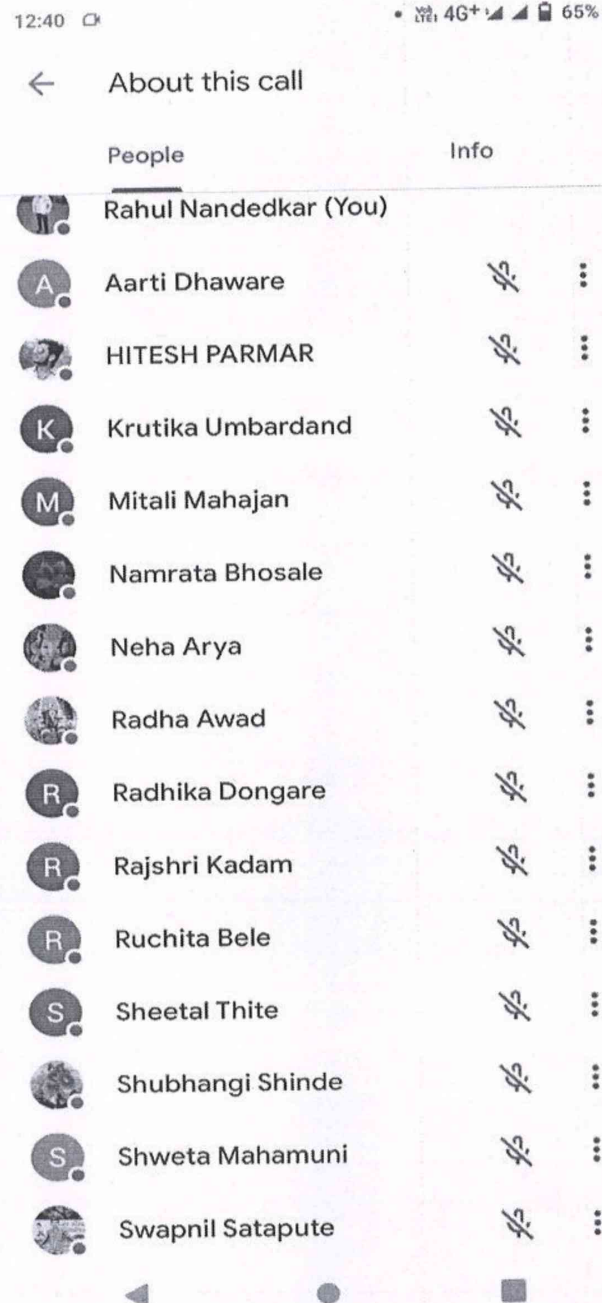 12:40 4G+ 65%
About this call
People Info
Rahul Nandedkar (You)
A Aarti Dhaware
HITESH PARMAR
K Krutika Umbardand
M Mitali Mahajan
Namrata Bhosale
Neha Arya
Radha Awad
R Radhika Dongare
R Rajshri Kadam
R Ruchita Bele
S Sheetal Thite
Shubhangi Shinde
S Shweta Mahamuni
Swapnil Satapute